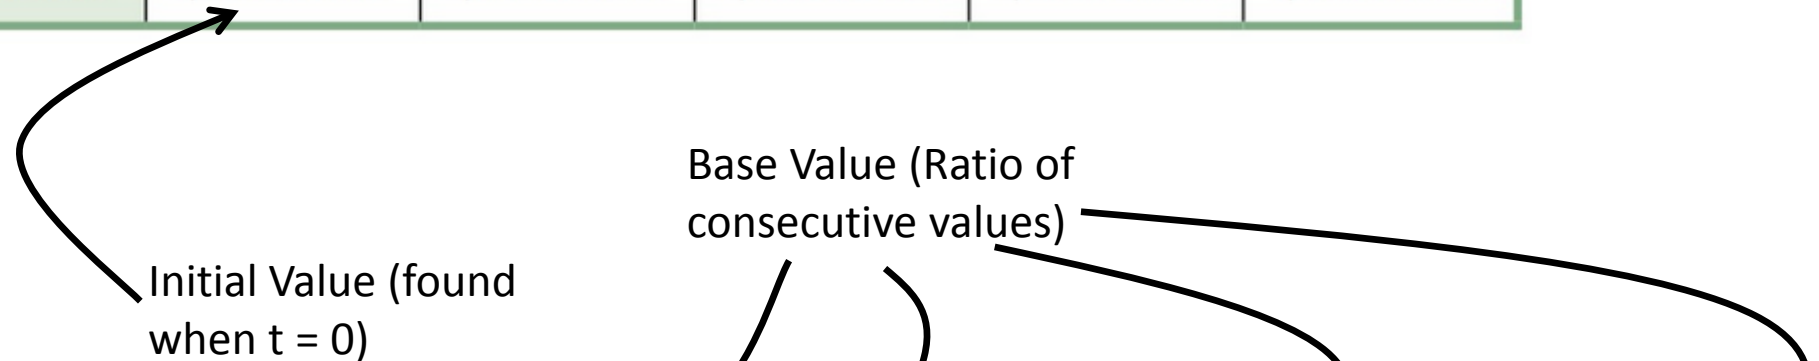 Base Value (Ratio of
consecutive values)
Initial Value (found
when t = 0)